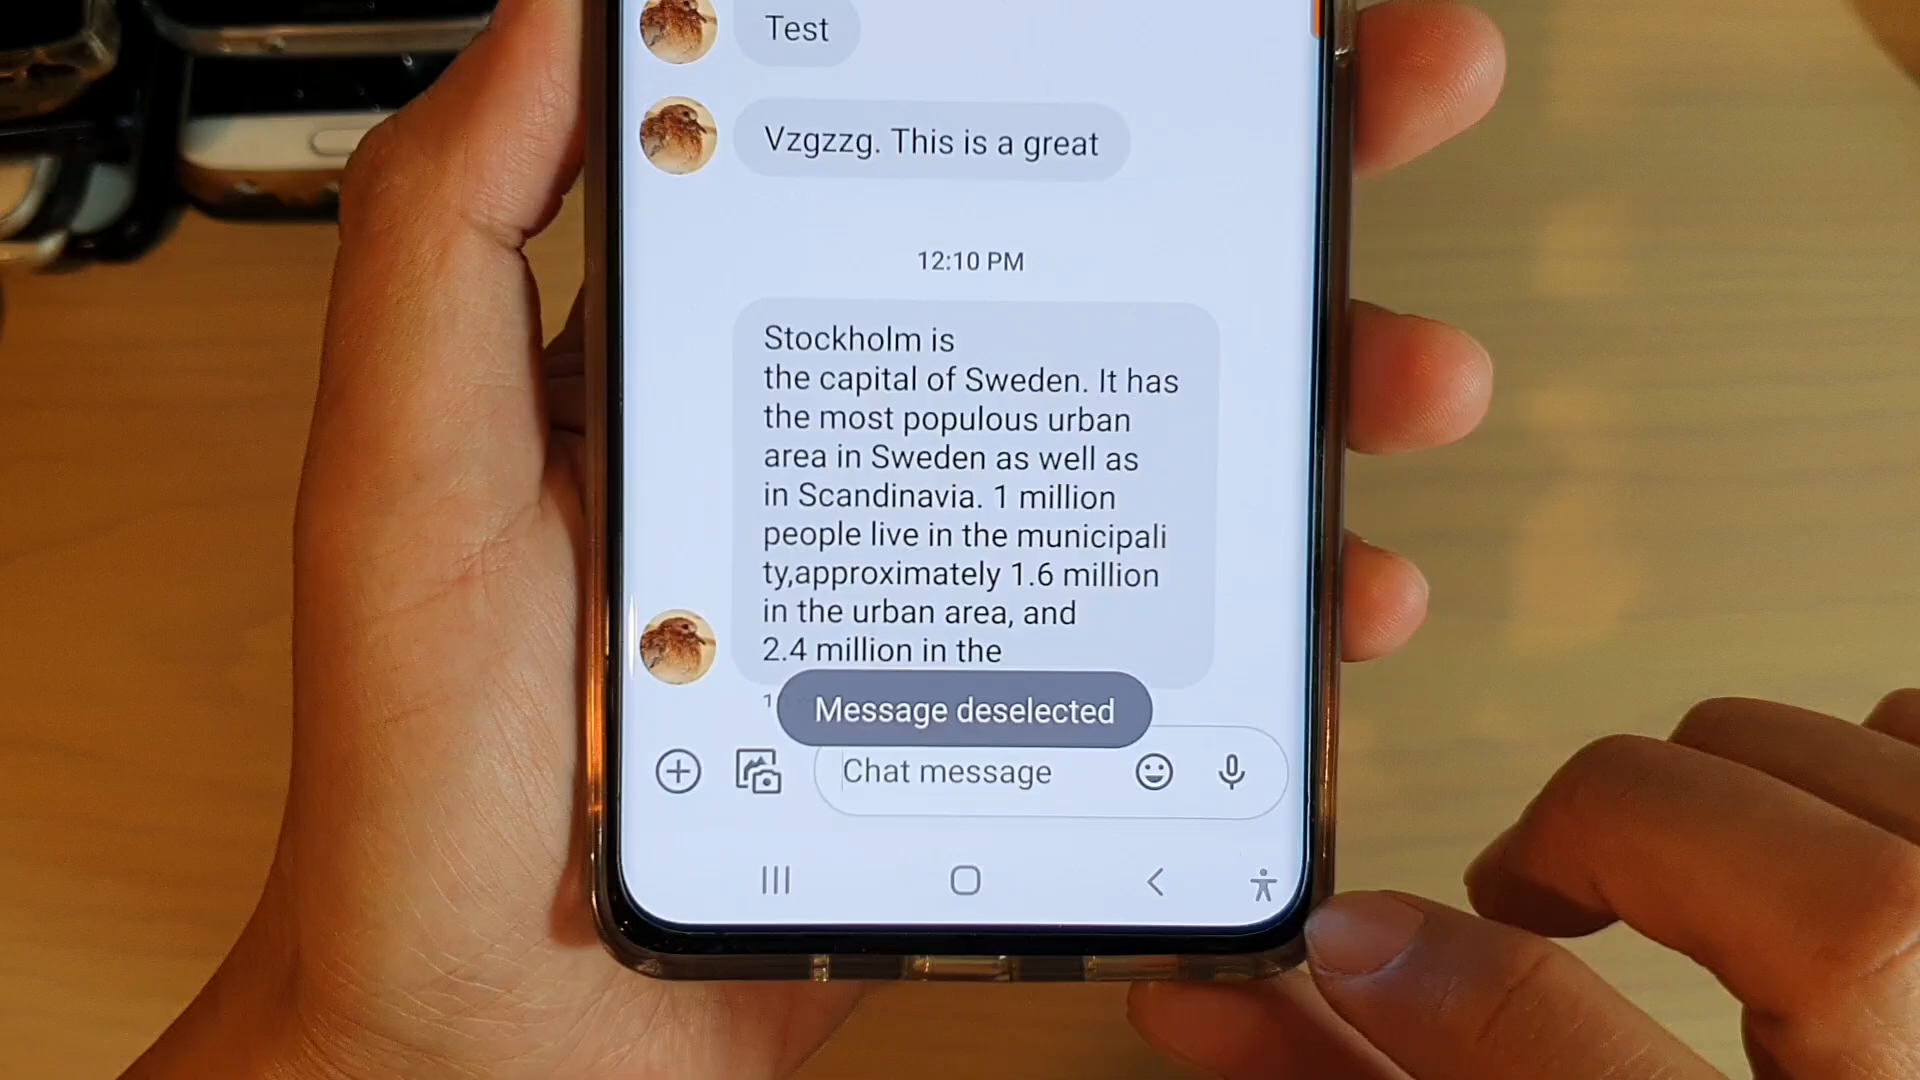 Test
Vzgzzg. This is a great
12:10 PM
Stockholm is
the capital of Sweden. It has
the most populous urban
area in Sweden as well as
in Scandinavia. 1 million
people live in the municipali
ty,approximately 1.6 million
in the urban area, and
2.4 million in the
Message deselected
Chat message